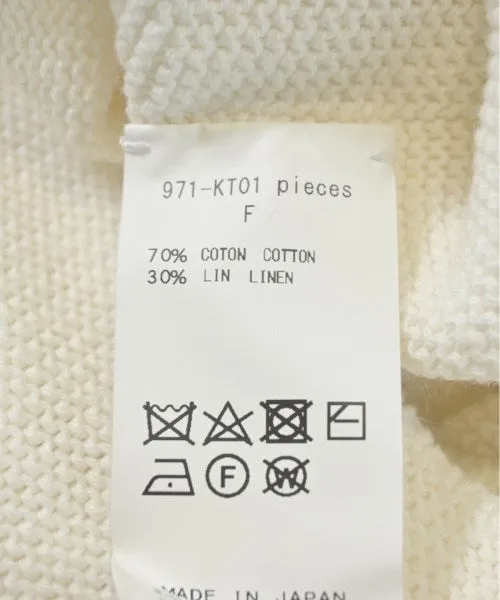 971-KT01 pieces
F
70% COTON COTTON
30% LIN LINEN
F
W
MADE IN JAPAN